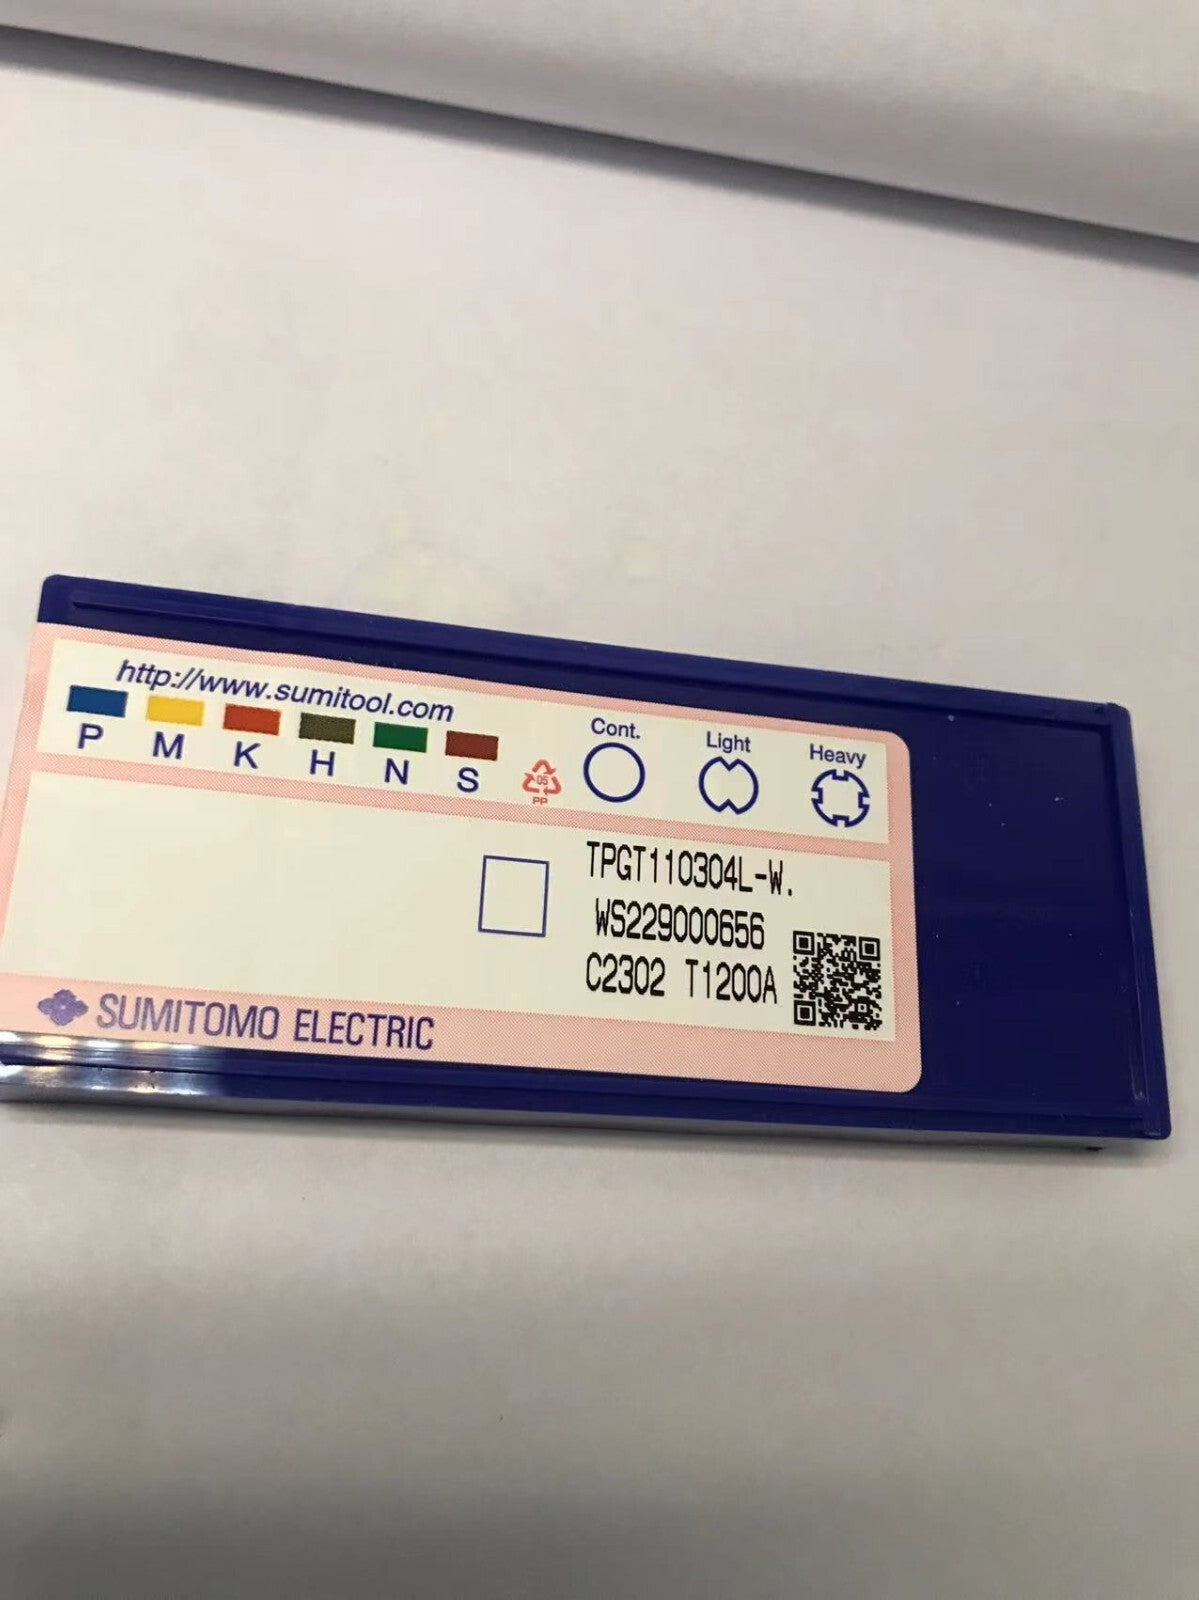 http://www.sumitool.com
P M K H N S
05
PP
Cont. Light Heavy
TPGT110304L-W.
WS229000656
C2302 T1200A
SUMITOMO ELECTRIC